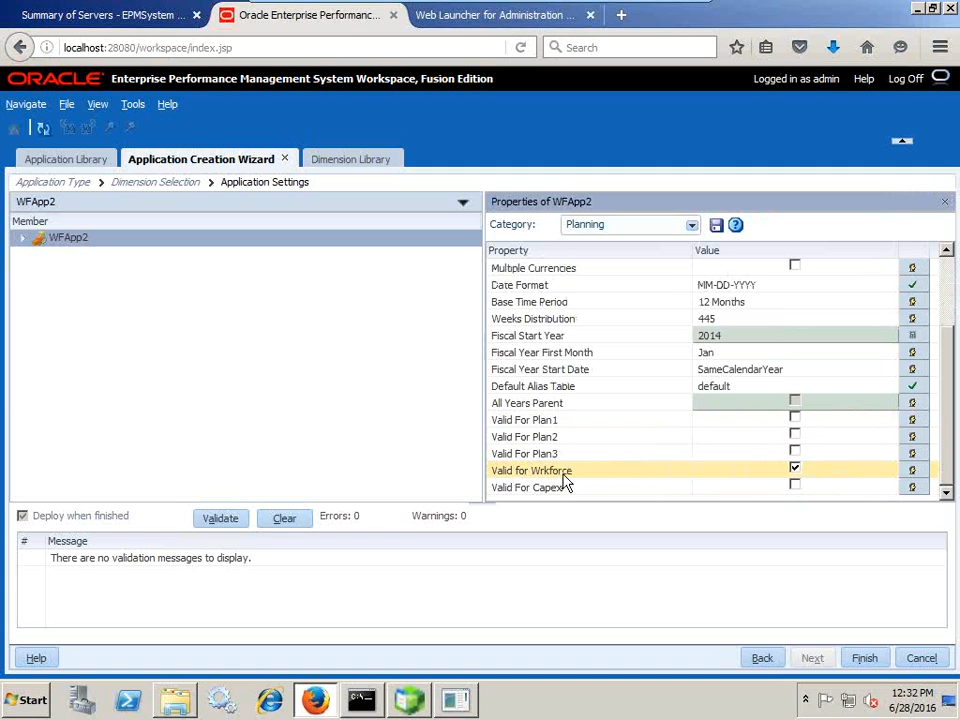 Summary of Servers - EPMSystem ...
Oracle Enterprise Performanc...
Web Launcher for Administration ...
localhost:28080/workspace/index.jsp
Search
ORACLE Enterprise Performance Management System Workspace, Fusion Edition
Logged in as admin Help Log Off
Navigate File View Tools Help
Application Library Application Creation Wizard Dimension Library
Application Type Dimension Selection Application Settings
WFApp2
Member
WFApp2
Properties of WFApp2
Category: Planning
Property Value
Multiple Currencies
Date Format MM-DD-YYYY
Base Time Period 12 Months
Weeks Distribution 445
Fiscal Start Year 2014
Fiscal Year First Month Jan
Fiscal Year Start Date SameCalendarYear
Default Alias Table default
All Years Parent
Valid For Plan1
Valid For Plan2
Valid For Plan3
Valid for Wrkforce
Valid For Capex
Deploy when finished Validate Clear Errors: 0 Warnings: 0
# Message
There are no validation messages to display.
Help Back Next Finish Cancel
Start
12:32 PM
6/28/2016